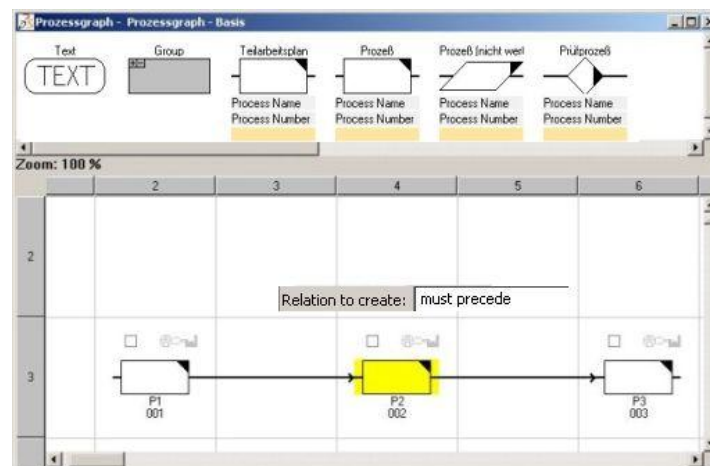 Prozessgraph - Prozessgraph - Basis
Text Group Teilarbeitsplan Prozeß Prozeß (nicht wert Prüfprozeß
TEXT
Process Name Process Name Process Name Process Name
Process Number Process Number Process Number Process Number
Zoom: 100 %
2 3 4 5 6
2
Relation to create: must precede
3
P1 P2 P3
001 002 003